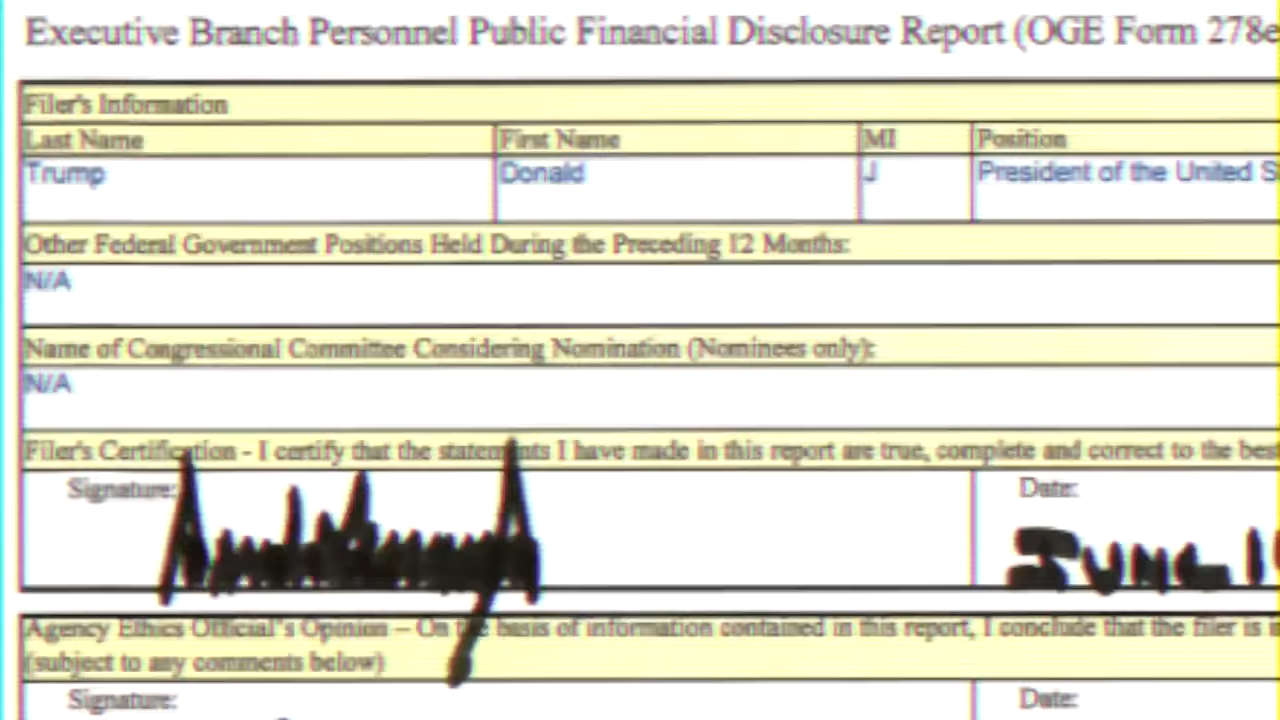 Executive Branch Personnel Public Financial Disclosure Report (OGE Form 278e
Filer's Information
Last Name First Name MI Position
Trump Donald J President of the United S
Other Federal Government Positions Held During the Preceding 12 Months:
N/A
Name of Congressional Committee Considering Nomination (Nominees only):
N/A
Filer's Certification - I certify that the statements I have made in this report are true, complete and correct to the best
Signature: Date:
June 1
Agency Ethics Official's Opinion – On the basis of information contained in this report, I conclude that the filer is i
(subject to any comments below)
Signature: Date: